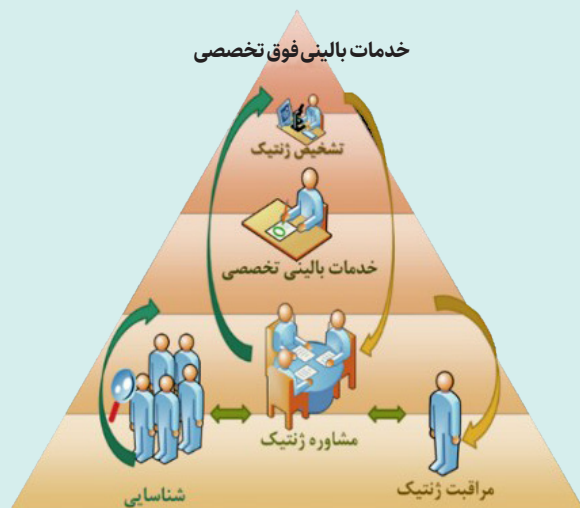 خدمات بالینی فوق تخصصی
تشخیص ژنتیک
خدمات بالینی تخصصی
مشاوره ژنتیک
مراقبت ژنتیک
شناسایی